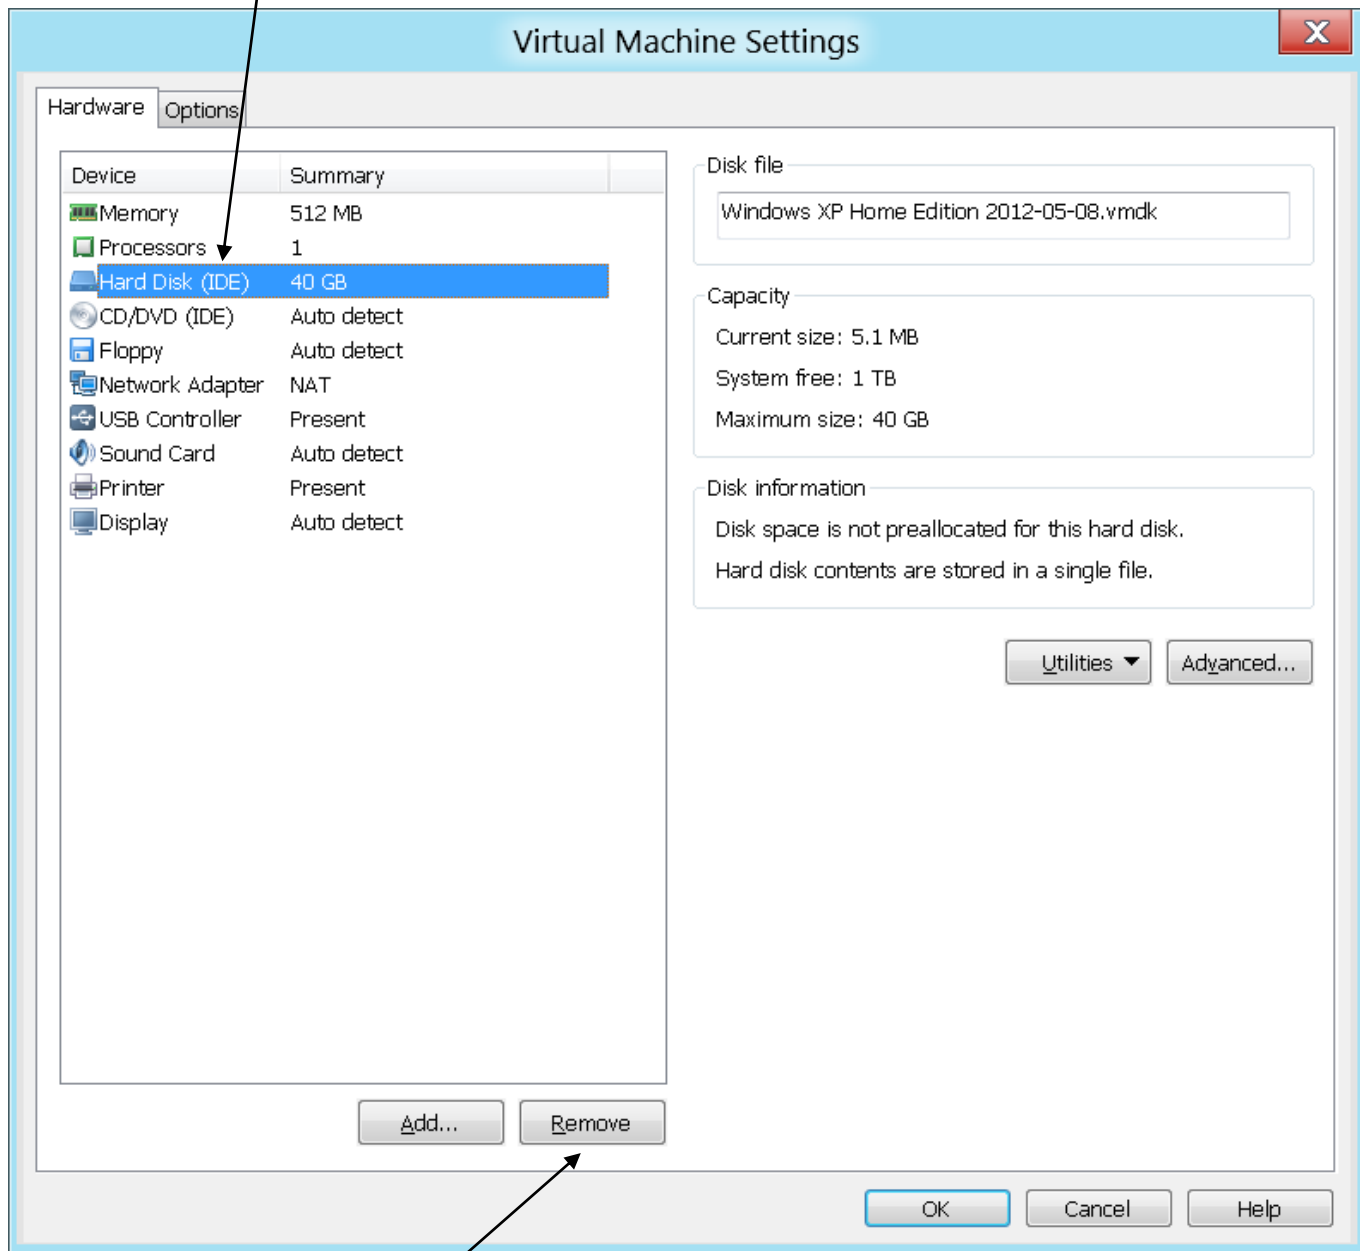 Virtual Machine Settings
X
Hardware Options
Device Summary
Memory 512 MB
Processors 1
Hard Disk (IDE) 40 GB
CD/DVD (IDE) Auto detect
Floppy Auto detect
Network Adapter NAT
USB Controller Present
Sound Card Auto detect
Printer Present
Display Auto detect
Add... Remove
Disk file
Windows XP Home Edition 2012-05-08.vmdk
Capacity
Current size: 5.1 MB
System free: 1 TB
Maximum size: 40 GB
Disk information
Disk space is not preallocated for this hard disk.
Hard disk contents are stored in a single file.
Utilities Advanced...
OK Cancel Help